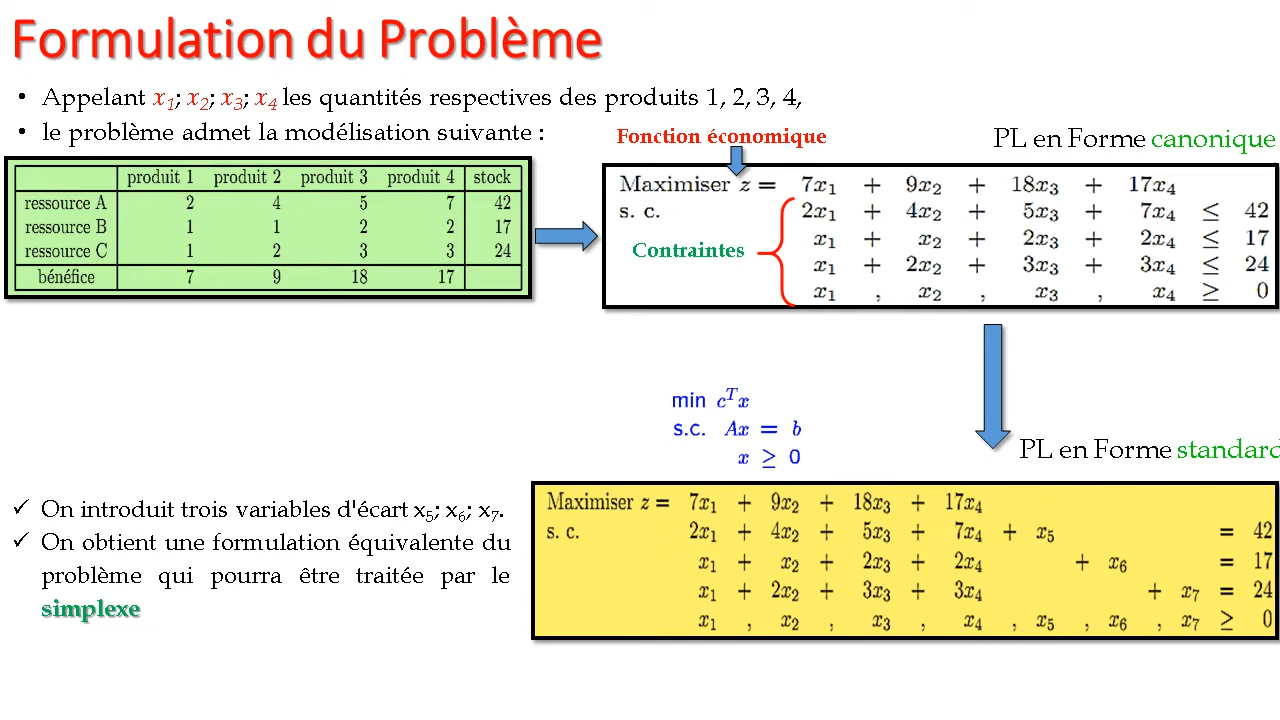 Formulation du Problème
• Appelant x₁; x₂; x₃; x₄ les quantités respectives des produits 1, 2, 3, 4,
• le problème admet la modélisation suivante :
produit 1 produit 2 produit 3 produit 4 stock
ressource A 2 4 5 7 42
ressource B 1 1 2 2 17
ressource C 1 2 3 3 24
bénéfice 7 9 18 17
Fonction économique
PL en Forme canonique
Maximiser z = 7x₁ + 9x₂ + 18x₃ + 17x₄
s. c. 2x₁ + 4x₂ + 5x₃ + 7x₄ ≤ 42
x₁ + x₂ + 2x₃ + 2x₄ ≤ 17
Contraintes
x₁ + 2x₂ + 3x₃ + 3x₄ ≤ 24
x₁ , x₂ , x₃ , x₄ ≥ 0
min cᵀx
s.c. Ax = b
x ≥ 0
PL en Forme standard
✓ On introduit trois variables d'écart x₅; x₆; x₇.
✓ On obtient une formulation équivalente du
problème qui pourra être traitée par le
simplexe
Maximiser z = 7x₁ + 9x₂ + 18x₃ + 17x₄
s. c. 2x₁ + 4x₂ + 5x₃ + 7x₄ + x₅ = 42
x₁ + x₂ + 2x₃ + 2x₄ + x₆ = 17
x₁ + 2x₂ + 3x₃ + 3x₄ + x₇ = 24
x₁ , x₂ , x₃ , x₄ , x₅ , x₆ , x₇ ≥ 0